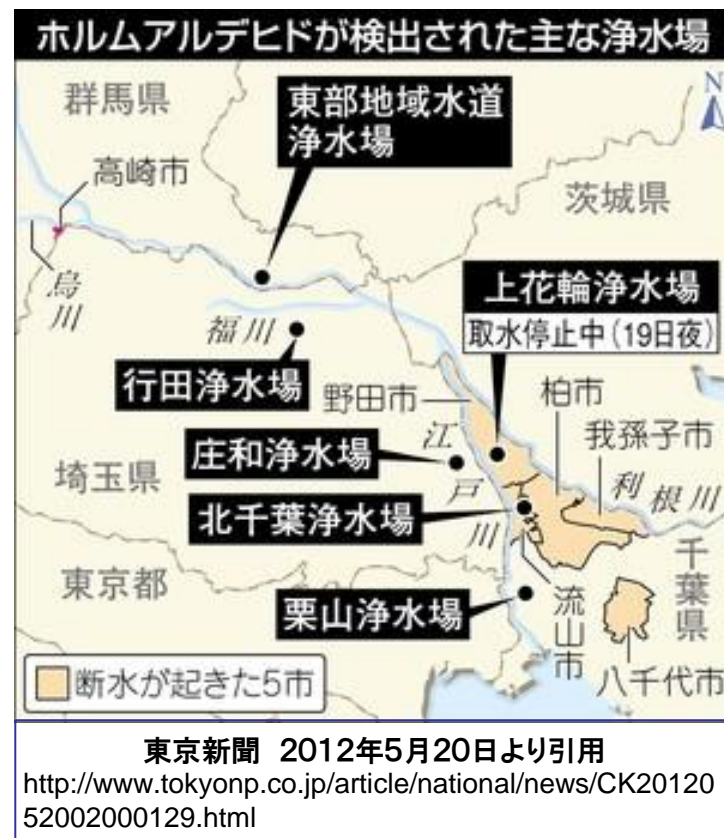 ホルムアルデヒドが検出された主な浄水場
N
群馬県
東部地域水道
浄水場
高崎市
茨城県
烏川
福川
上花輪浄水場
取水停止中(19日夜)
行田浄水場
野田市
柏市
我孫子市
庄和浄水場
江戸川
利根川
埼玉県
北千葉浄水場
千葉県
東京都
栗山浄水場
流山市
八千代市
断水が起きた5市
東京新聞 2012年5月20日より引用
http://www.tokyonp.co.jp/article/national/news/CK20120
52002000129.html